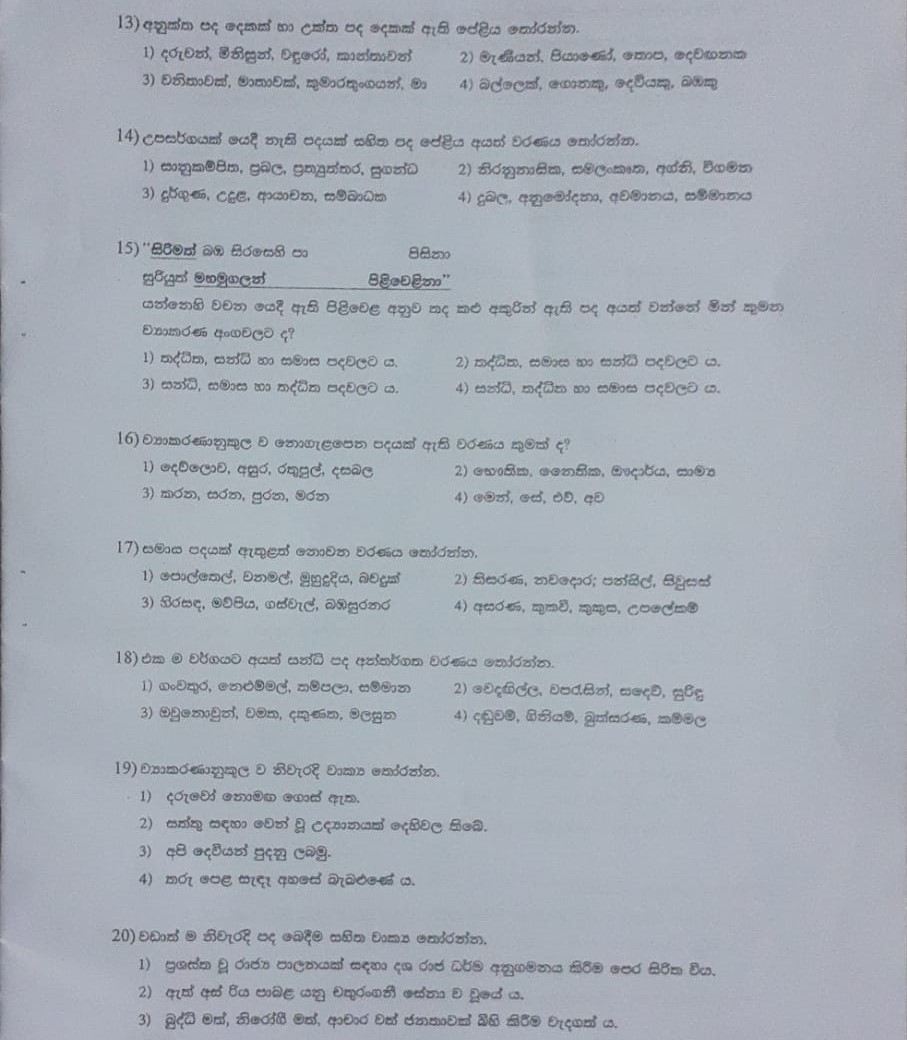 13) අනුක්ත පද දෙකක් හා උක්ත පද දෙකක් ඇති පේළිය තෝරන්න.
1) දරුවන්, මිනිසුන්, වඳුරෝ, කාන්තාවන් 2) මැණියන්, පියාණෝ, තොප, දෙවඟනක
3) වනිතාවක්, මාතාවක්, කුමාරතුංගයන්, මා 4) බල්ලෙක්, ගොනකු, දෙවියකු, බමකු
14) උපසර්ගයක් යෙදී නැති පදයක් සහිත පද පේළිය අයත් වරණය තෝරන්න.
1) සානුකම්පිත, ප්‍රබල, ප්‍රත්‍යුත්තර, සුගන්ධ 2) නිරනුනාසික, සමලංකෘත, අගති, විගමන
3) දුර්ගුණ, උදුළ, ආයාචන, සම්බාධක 4) දුබල, අනුමෝදනා, අවමානය, සම්මානය
15) "සිරිමත් බඹ සිරසෙහි පා පිසිනා
සුරියුත් මහමුගලන් පිළිවෙළිනා"
යන්නෙහි වචන යෙදී ඇති පිළිවෙළ අනුව තද කළ අකුරින් ඇති පද අයත් වන්නේ මින් කුමන
ව්‍යාකරණ අංගවලට ද?
1) තද්ධිත, සන්ධි හා සමාස පදවලට ය. 2) තද්ධිත, සමාස හා සන්ධි පදවලට ය.
3) සන්ධි, සමාස හා තද්ධිත පදවලට ය. 4) සන්ධි, තද්ධිත හා සමාස පදවලට ය.
16) ව්‍යාකරණානුකූල ව නොගැළපෙන පදයක් ඇති වරණය කුමක් ද?
1) දෙව්ලොව, අසුර, රතුපුල්, දසබල 2) භෞතික, නෛතික, ඖදාර්ය, සාම්‍ය
3) කරන, සරන, පුරන, මරන 4) මෙන්, සේ, එව්, අව
17) සමාස පදයක් ඇතුළත් නොවන වරණය තෝරන්න.
1) පොල්තෙල්, වනමල්, මුහුදුදිය, බවදුක් 2) තිසරණ, නවදොර; පන්සිල්, සිවුසස්
3) හිරසඳ, මව්පිය, ගස්වැල්, බඹසුරනර 4) අසරණ, කුකවි, කුකුස, උපලේකම්
18) එක ම වර්ගයට අයත් සන්ධි පද අන්තර්ගත වරණය තෝරන්න.
1) ගංවතුර, නෙළුම්මල්, කම්පලා, සම්මාන 2) වෙදැඟිල්ල, වපරැසින්, සදෙව්, සුරිඳු
3) ඔවුනොවුන්, වමත, දකුණත, මලසුන 4) දඬුවම්, ගිනියම්, බුත්සරණ, කම්මල
19) ව්‍යාකරණානුකූල ව නිවැරදි වාක්‍ය තෝරන්න.
1) දරුවෝ නොමඟ ගොස් ඇත.
2) සත්තු සඳහා වෙන් වූ උද්‍යානයක් දෙහිවල තිබේ.
3) අපි දෙවියන් පුදනු ලබමු.
4) තරු පෙළ සැඳෑ අහසේ බැබළුණේ ය.
20) වඩාත් ම නිවැරදි පද බෙදීම සහිත වාක්‍ය තෝරන්න.
1) ප්‍රශස්ත වූ රාජ්‍ය පාලනයක් සඳහා දශ රාජ ධර්ම අනුගමනය කිරීම පෙර සිරිත විය.
2) ඇත් අස් රිය පාබළ යනු චතුරංගනී සේනා ව වූයේ ය.
3) බුද්ධි මත්, නිරෝගී මත්, ආචාර වත් ජනතාවක් බිහි කිරීම වැදගත් ය.